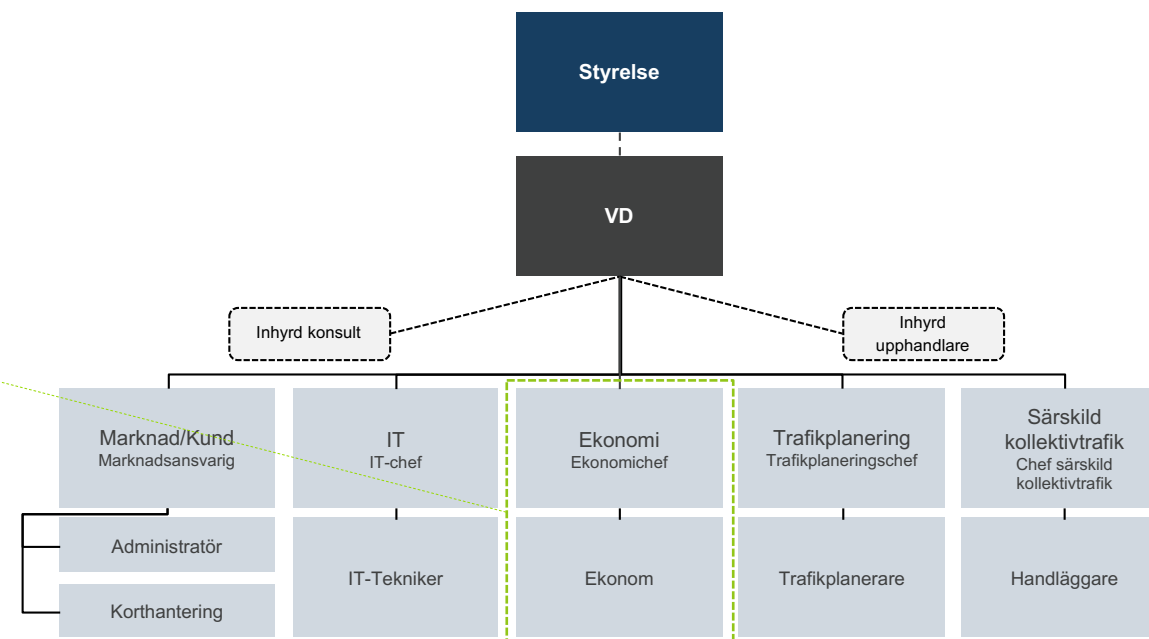 Styrelse
VD
Inhyrd konsult
Inhyrd
upphandlare
Marknad/Kund
Marknadsansvarig
IT
IT-chef
Ekonomi
Ekonomichef
Trafikplanering
Trafikplaneringschef
Särskild
kollektivtrafik
Chef särskild
kollektivtrafik
Administratör
Korthantering
IT-Tekniker
Ekonom
Trafikplanerare
Handläggare